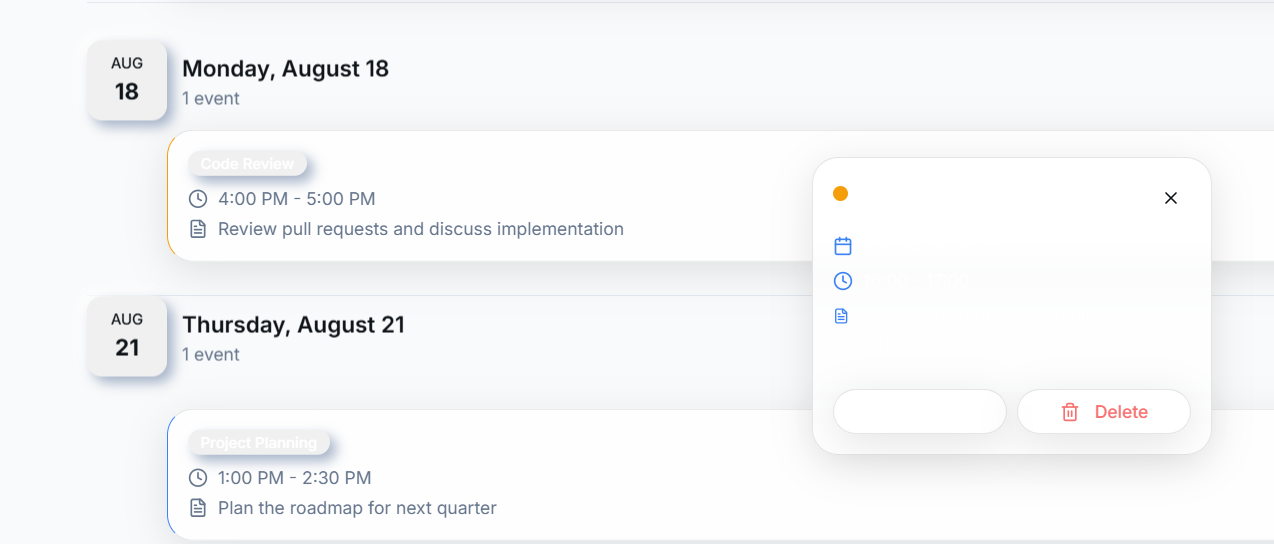 AUG
18
Monday, August 18
1 event
Code Review
4:00 PM - 5:00 PM
Review pull requests and discuss implementation
AUG
21
Thursday, August 21
1 event
Project Planning
1:00 PM - 2:30 PM
Plan the roadmap for next quarter
Delete